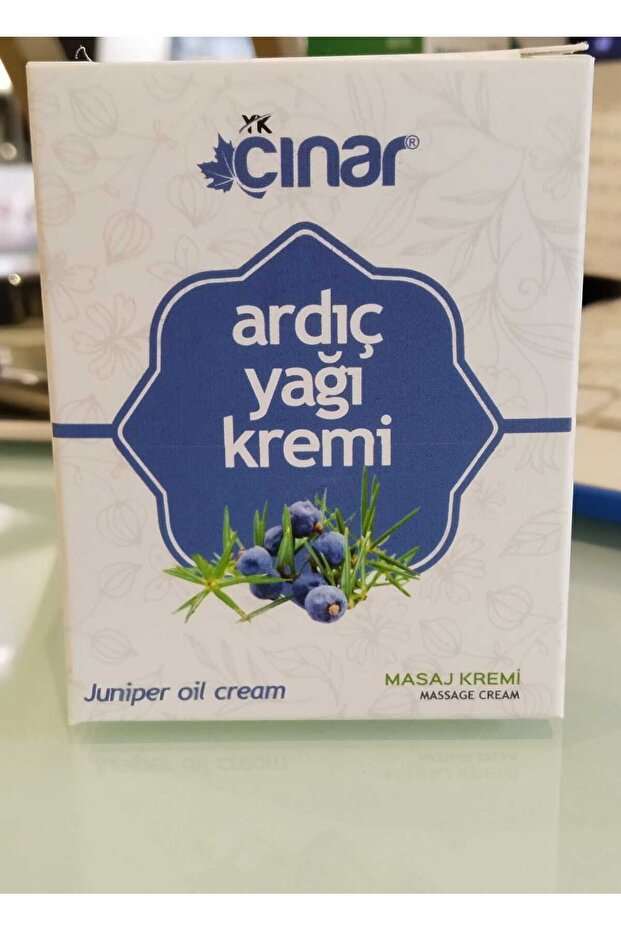 YK
çınar®
ardıç
yağı
kremi
Juniper oil cream
MASAJ KREMİ
MASSAGE CREAM